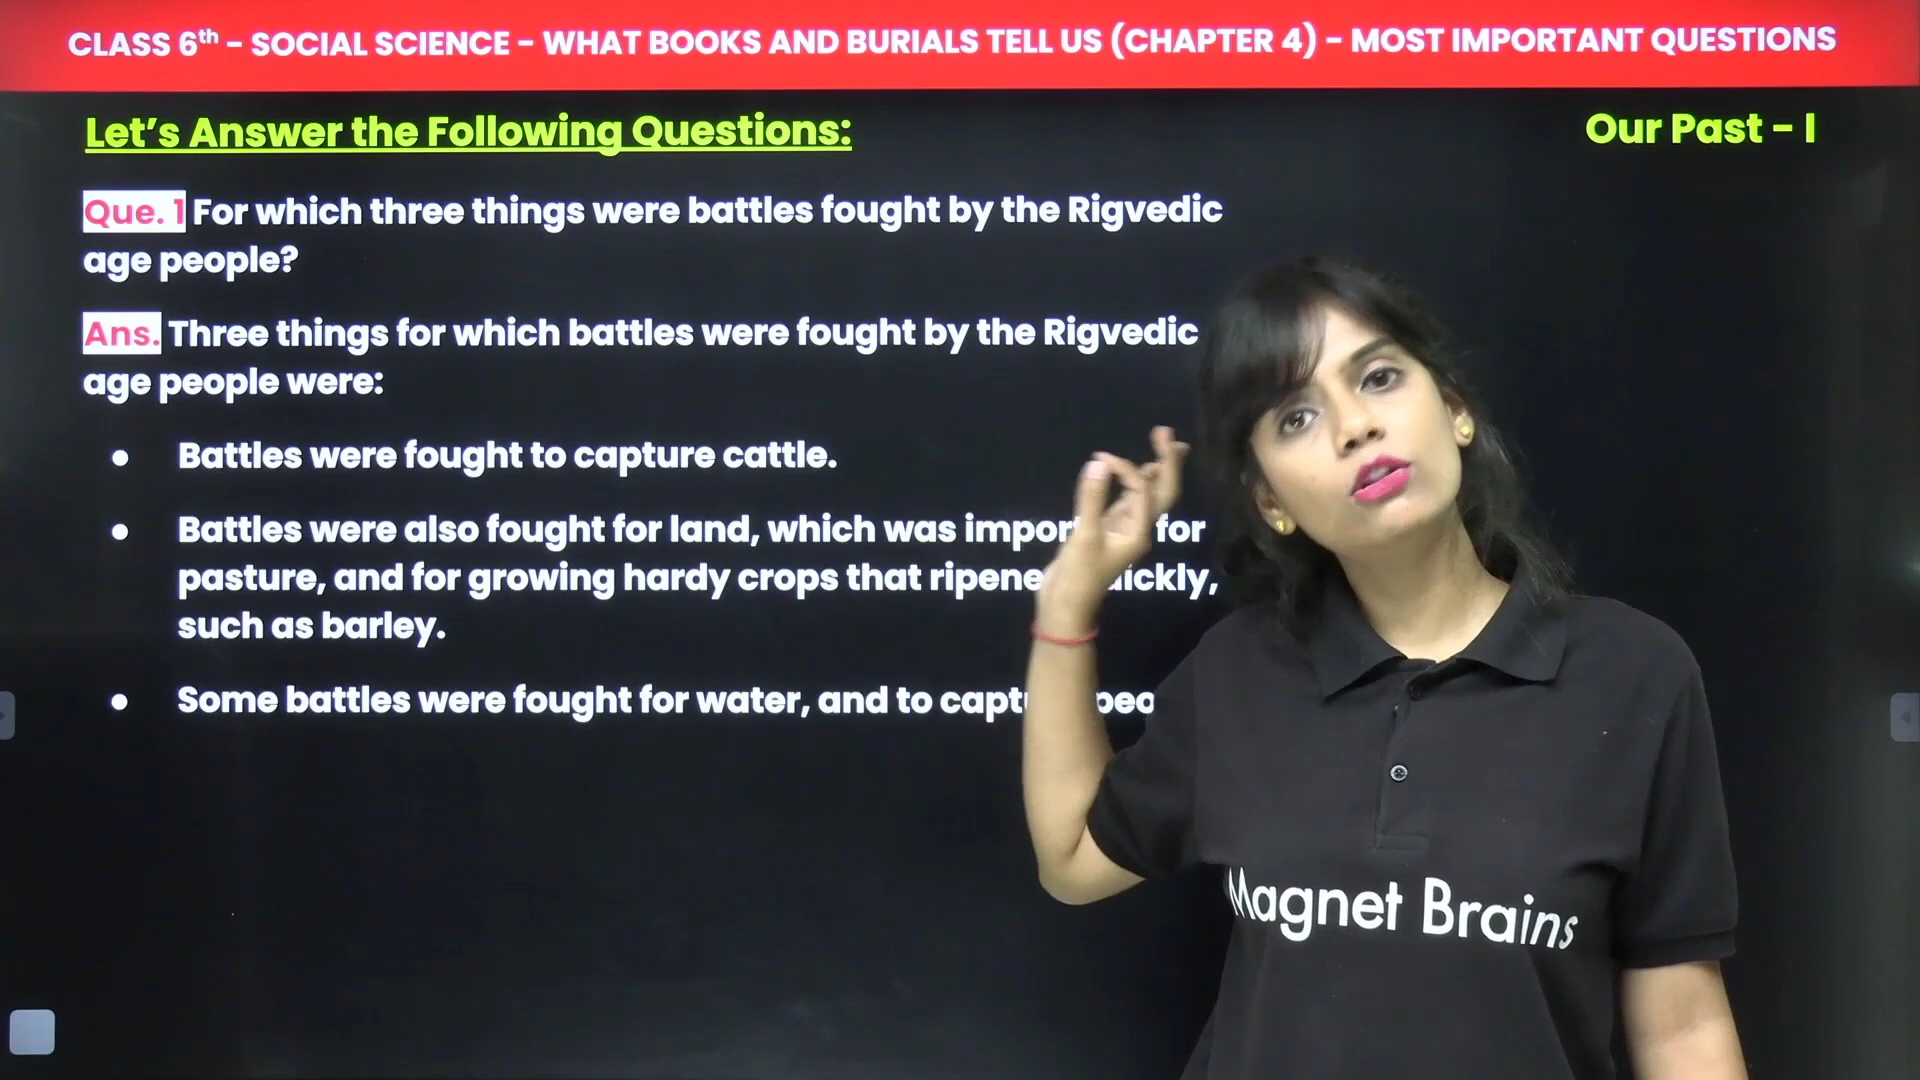 CLASS 6th - SOCIAL SCIENCE - WHAT BOOKS AND BURIALS TELL US (CHAPTER 4) - MOST IMPORTANT QUESTIONS
Let's Answer the Following Questions:
Our Past - I
Que. 1 For which three things were battles fought by the Rigvedic
age people?
Ans. Three things for which battles were fought by the Rigvedic
age people were:
● Battles were fought to capture cattle.
● Battles were also fought for land, which was for
pasture, and for growing hardy crops that
such as barley.
● Some battles were fought for water, and to
Magnet Brains